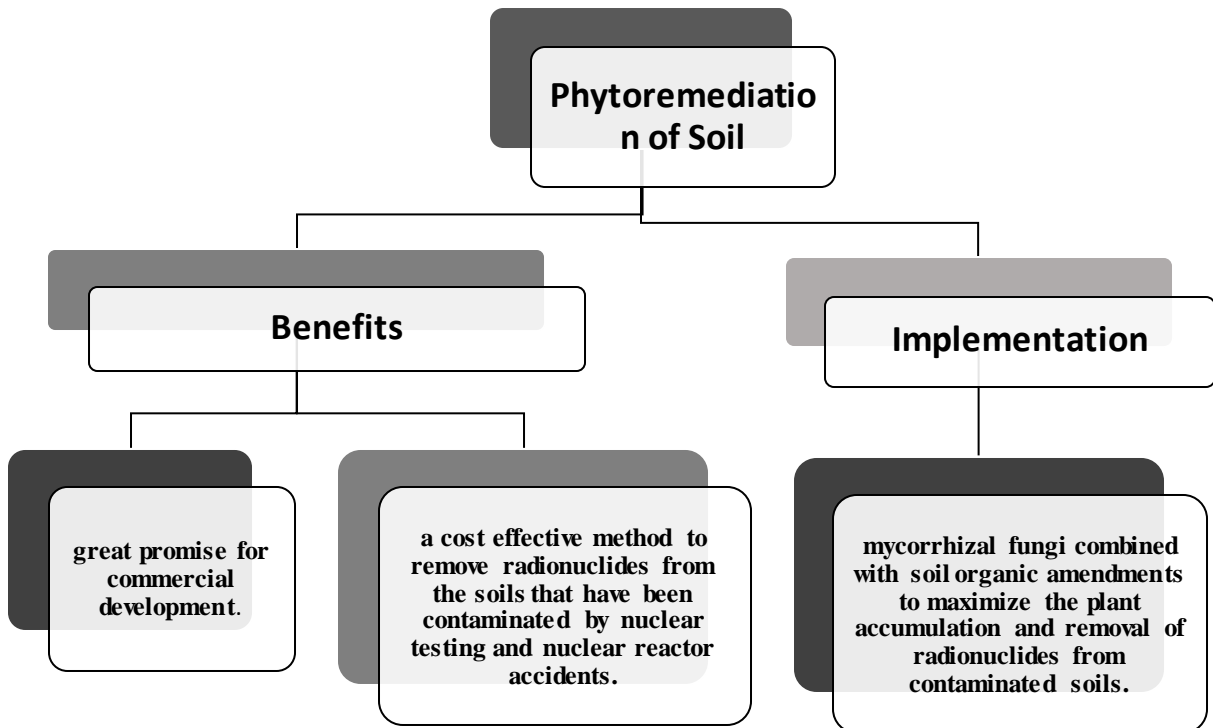 Phytoremediatio
n of Soil
Benefits
Implementation
great promise for
commercial
development.
a cost effective method to
remove radionuclides from
the soils that have been
contaminated by nuclear
testing and nuclear reactor
accidents.
mycorrhizal fungi combined
with soil organic amendments
to maximize the plant
accumulation and removal of
radionuclides from
contaminated soils.